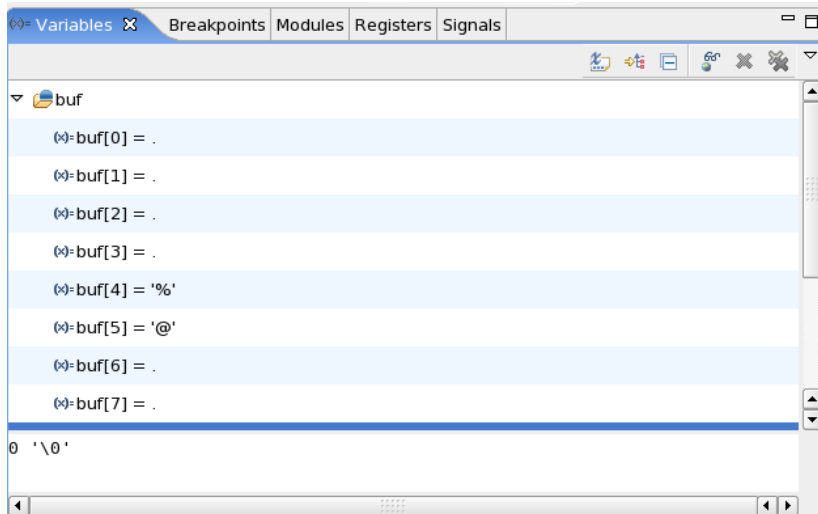 (x)= Variables Breakpoints Modules Registers Signals
buf
(x)= buf[0] = .
(x)= buf[1] = .
(x)= buf[2] = .
(x)= buf[3] = .
(x)= buf[4] = '%'
(x)= buf[5] = '@'
(x)= buf[6] = .
(x)= buf[7] = .
0 '\0'